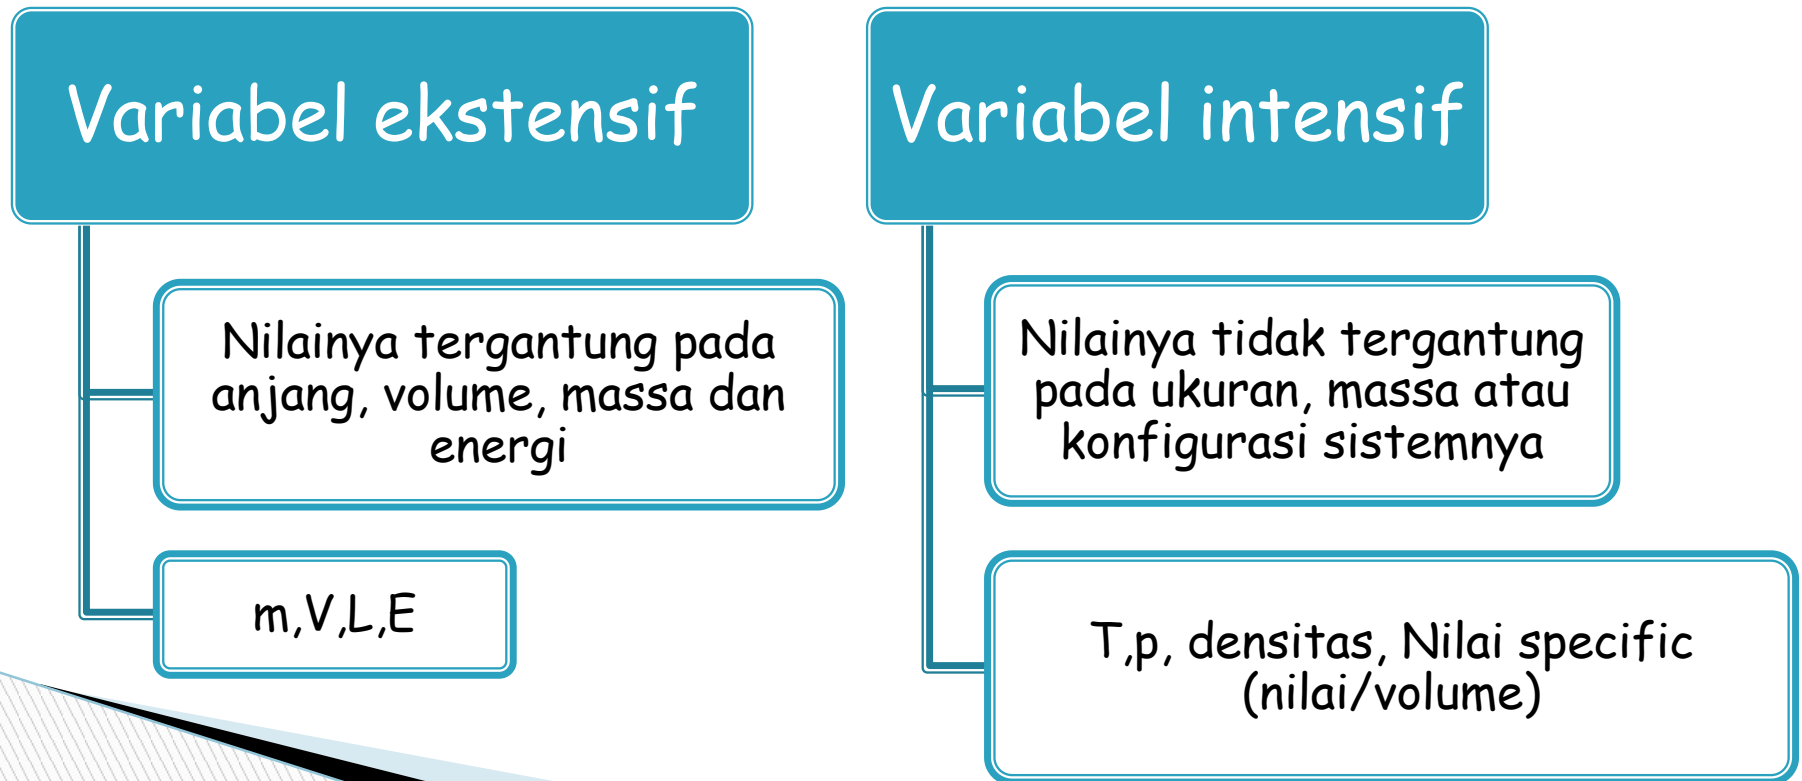 Variabel ekstensif
Nilainya tergantung pada
anjang, volume, massa dan
energi
m,V,L,E
Variabel intensif
Nilainya tidak tergantung
pada ukuran, massa atau
konfigurasi sistemnya
T,p, densitas, Nilai specific
(nilai/volume)